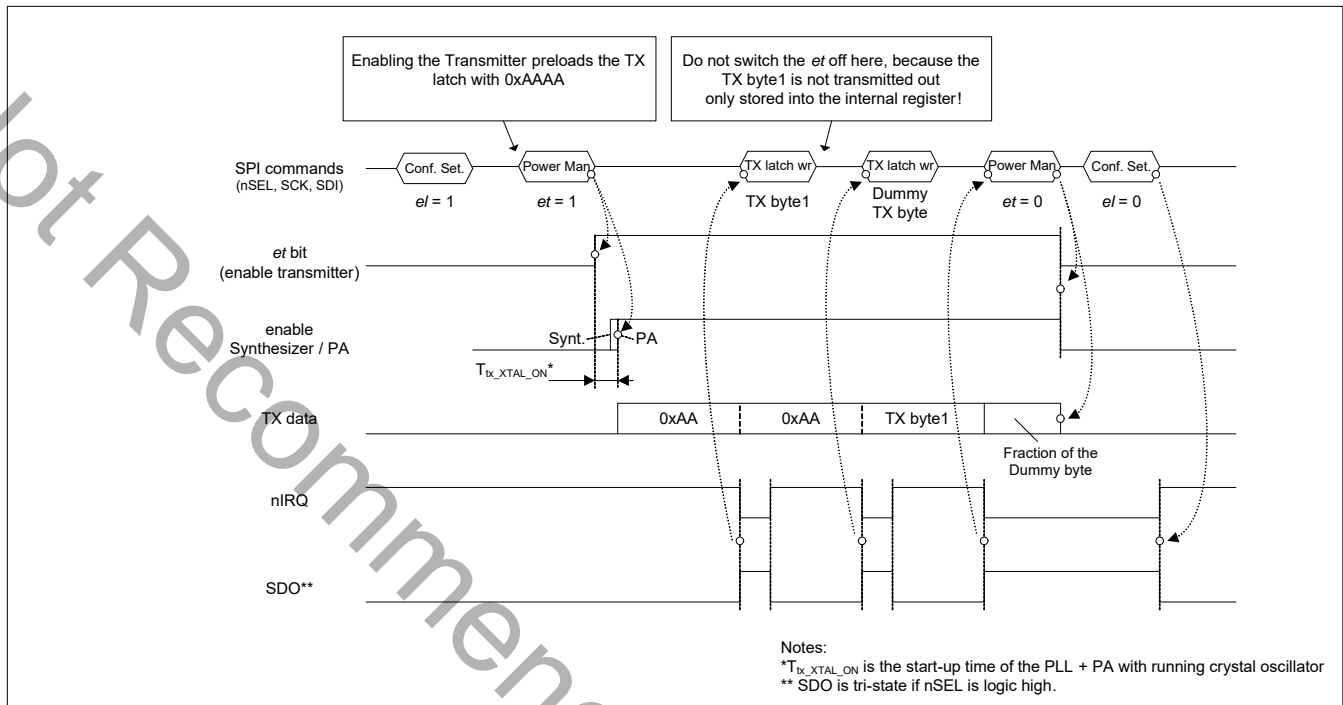 Enabling the Transmitter preloads the TX
latch with 0xAAAA
Do not switch the et off here, because the
TX byte1 is not transmitted out
only stored into the internal register!
SPI commands
(nSEL, SCK, SDI)
Conf. Set.
Power Man
TX latch wr
TX latch wr
Power Man
Conf. Set.
el = 1
et = 1
TX byte1
Dummy
TX byte
et = 0
el = 0
et bit
(enable transmitter)
enable
Synthesizer / PA
Synt.
PA
Ttx_XTAL_ON*
TX data
0xAA
0xAA
TX byte1
Fraction of the
Dummy byte
nIRQ
SDO**
Notes:
*Ttx_XTAL_ON is the start-up time of the PLL + PA with running crystal oscillator
** SDO is tri-state if nSEL is logic high.
Recommen